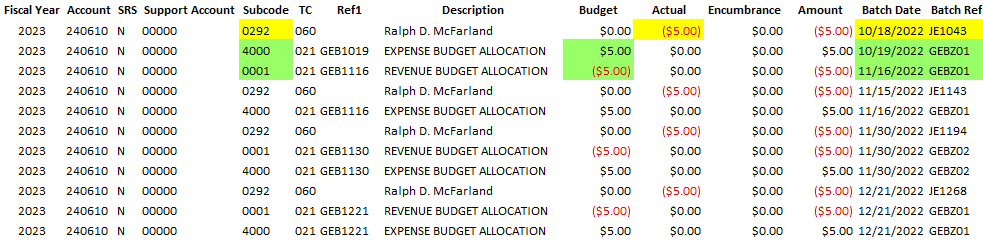 Fiscal Year Account SRS Support Account Subcode TC Ref1 Description Budget Actual Encumbrance Amount Batch Date Batch Ref
2023 240610 N 00000 0292 060 Ralph D. McFarland $0.00 ($5.00) $0.00 ($5.00) 10/18/2022 JE1043
2023 240610 N 00000 4000 021 GEB1019 EXPENSE BUDGET ALLOCATION $5.00 $0.00 $0.00 $5.00 10/19/2022 GEBZ01
2023 240610 N 00000 0001 021 GEB1116 REVENUE BUDGET ALLOCATION ($5.00) $0.00 $0.00 ($5.00) 11/16/2022 GEBZ01
2023 240610 N 00000 0292 060 Ralph D. McFarland $0.00 ($5.00) $0.00 ($5.00) 11/15/2022 JE1143
2023 240610 N 00000 4000 021 GEB1116 EXPENSE BUDGET ALLOCATION $5.00 $0.00 $0.00 $5.00 11/16/2022 GEBZ01
2023 240610 N 00000 0292 060 Ralph D. McFarland $0.00 ($5.00) $0.00 ($5.00) 11/30/2022 JE1194
2023 240610 N 00000 0001 021 GEB1130 REVENUE BUDGET ALLOCATION ($5.00) $0.00 $0.00 ($5.00) 11/30/2022 GEBZ02
2023 240610 N 00000 4000 021 GEB1130 EXPENSE BUDGET ALLOCATION $5.00 $0.00 $0.00 $5.00 11/30/2022 GEBZ02
2023 240610 N 00000 0292 060 Ralph D. McFarland $0.00 ($5.00) $0.00 ($5.00) 12/21/2022 JE1268
2023 240610 N 00000 0001 021 GEB1221 REVENUE BUDGET ALLOCATION ($5.00) $0.00 $0.00 ($5.00) 12/21/2022 GEBZ01
2023 240610 N 00000 4000 021 GEB1221 EXPENSE BUDGET ALLOCATION $5.00 $0.00 $0.00 $5.00 12/21/2022 GEBZ01